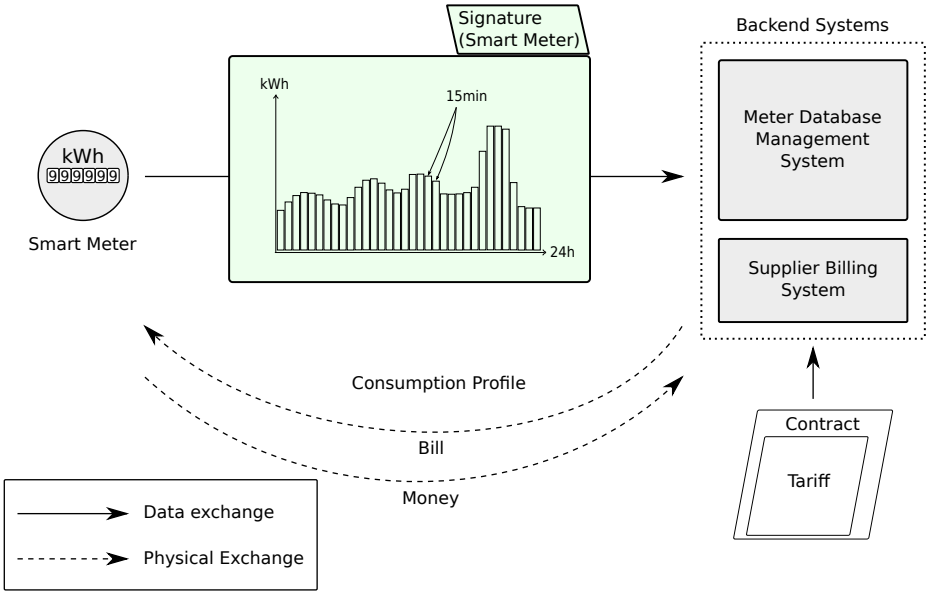 Signature
(Smart Meter)
Backend Systems
kWh
15min
24h
kWh
999999
Smart Meter
Meter Database
Management
System
Supplier Billing
System
Consumption Profile
Bill
Money
Contract
Tariff
Data exchange
Physical Exchange